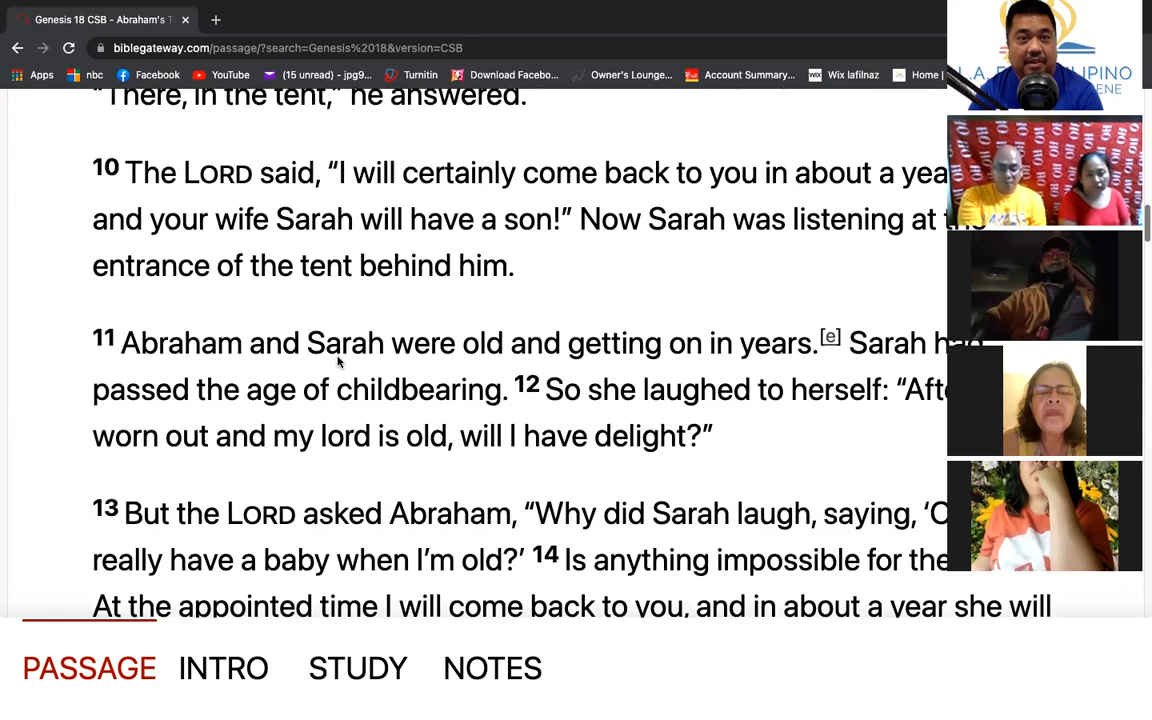 Genesis 18 CSB - Abraham's T
biblegateway.com/passage/?search=Genesis%2018&version=CSB
Apps nbc Facebook YouTube (15 unread) - jpg9... Turnitin Download Facebo... Owner's Lounge... Account Summary... Wix lafilnaz Home |
L.A. F ILIPINO
ENE
"There, in the tent," he answered.
10 The LORD said, “I will certainly come back to you in about a yea
and your wife Sarah will have a son!” Now Sarah was listening at the
entrance of the tent behind him.
11 Abraham and Sarah were old and getting on in years.[e] Sarah had
passed the age of childbearing. 12 So she laughed to herself: “Afte
worn out and my lord is old, will I have delight?”
13 But the LORD asked Abraham, “Why did Sarah laugh, saying, ‘C
really have a baby when I’m old?’ 14 Is anything impossible for the
At the appointed time I will come back to you, and in about a year she will
PASSAGE INTRO STUDY NOTES